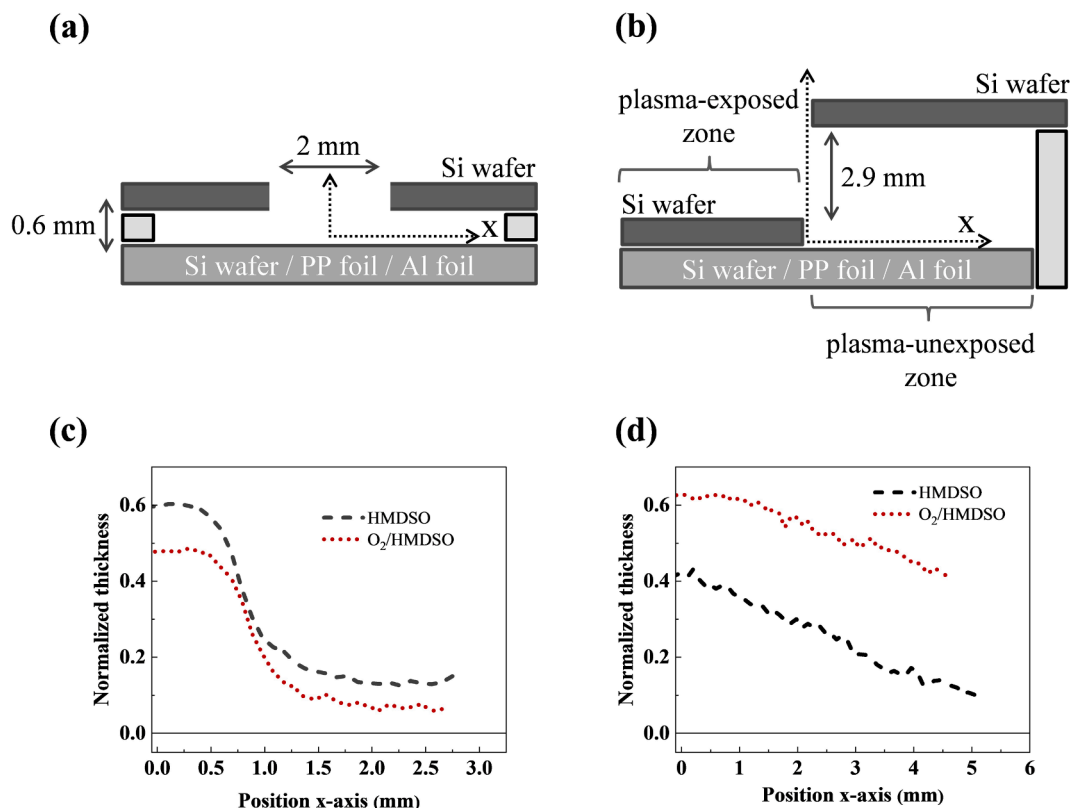 (a)
2 mm
Si wafer
0.6 mm
X
Si wafer / PP foil / Al foil
(b)
plasma-exposed
zone
Si wafer
2.9 mm
Si wafer
X
Si wafer / PP foil / Al foil
plasma-unexposed
zone
(c)
Normalized thickness
0.6
0.4
0.2
0.0
HMDSO
O₂/HMDSO
0.0 0.5 1.0 1.5 2.0 2.5 3.0
Position x-axis (mm)
(d)
Normalized thickness
0.6
0.4
0.2
0.0
HMDSO
O₂/HMDSO
0 1 2 3 4 5 6
Position x-axis (mm)